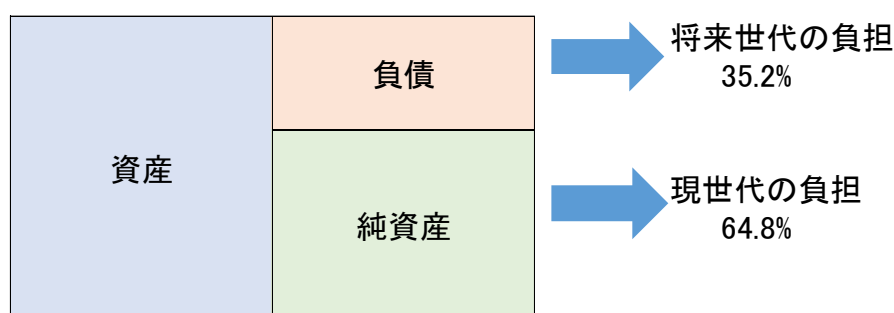 資産
負債
純資産
将来世代の負担
35.2%
現世代の負担
64.8%